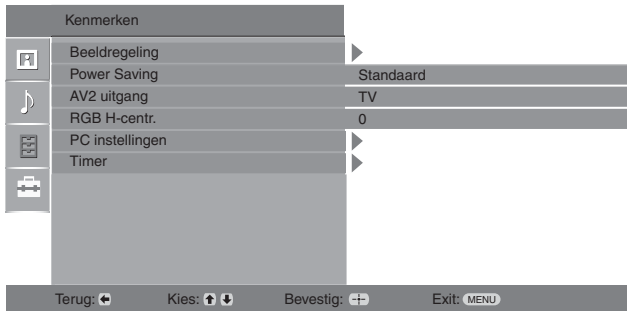 Kenmerken
Beeldregeling
Power Saving Standaard
AV2 uitgang TV
RGB H-centr. 0
PC instellingen
Timer
Terug: Kies: Bevestig: Exit: MENU